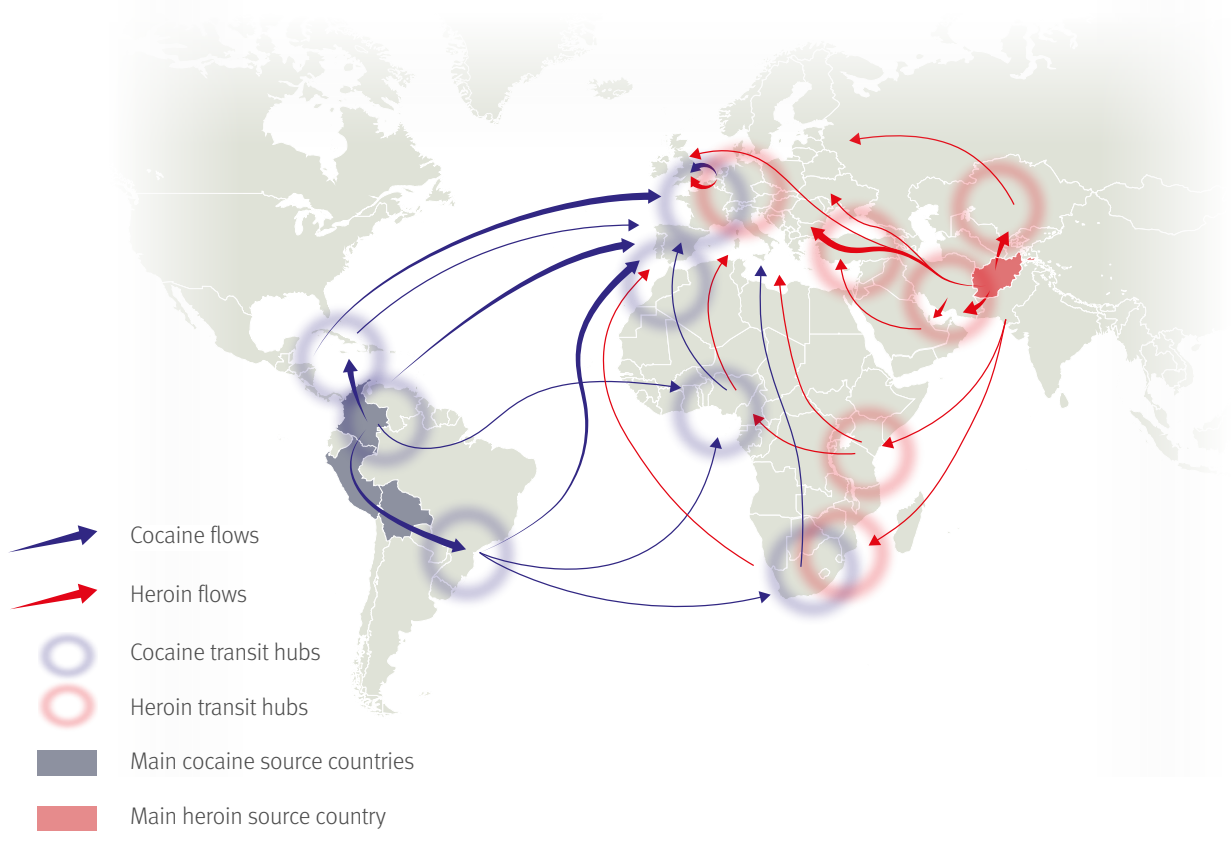 Cocaine flows
Heroin flows
Cocaine transit hubs
Heroin transit hubs
Main cocaine source countries
Main heroin source country